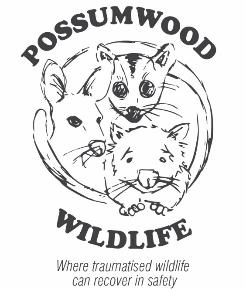 POSSUMWOOD
WILDLIFE
Where traumatised wildlife
can recover in safety